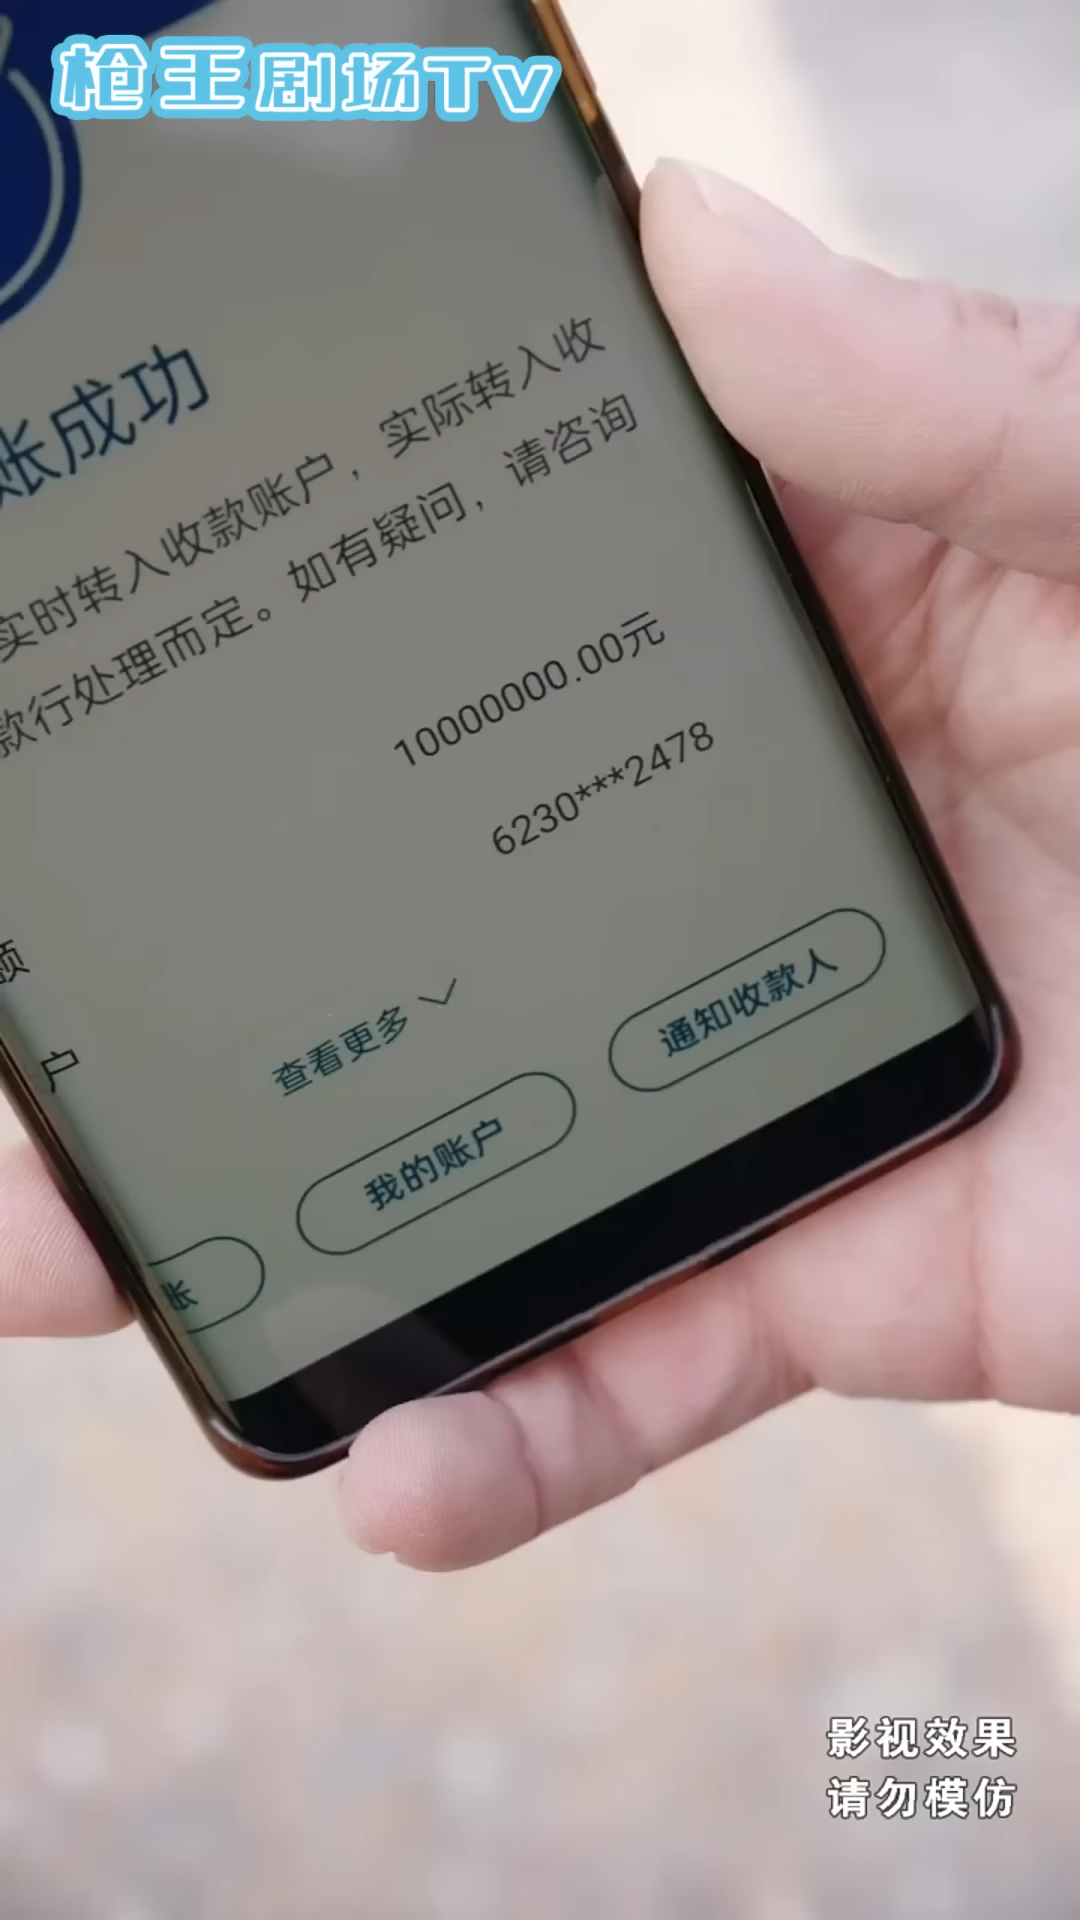 枪王剧场Tv
账成功
实时转入收款账户，实际转入收
款行处理而定。如有疑问，请咨询
10000000.00元
额
6230***2478
户
查看更多
通知收款人
我的账户
账
影视效果
请勿模仿